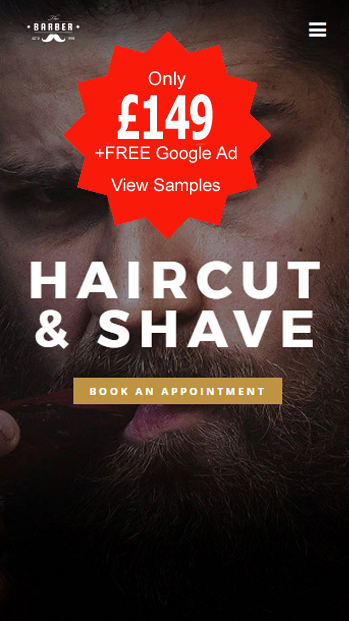 The
BARBER
Only
£149
+FREE Google Ad
View Samples
HAIRCUT
& SHAVE
BOOK AN APPOINTMENT